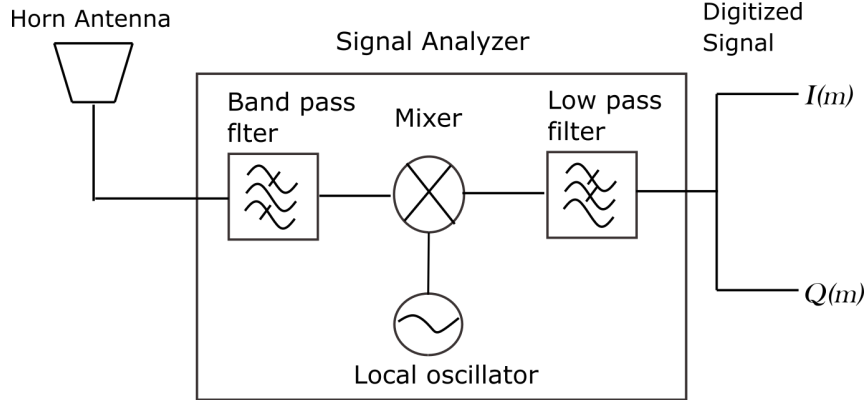 Horn Antenna
Signal Analyzer
Digitized
Signal
Band pass
flter
Mixer
Low pass
filter
I(m)
Q(m)
Local oscillator